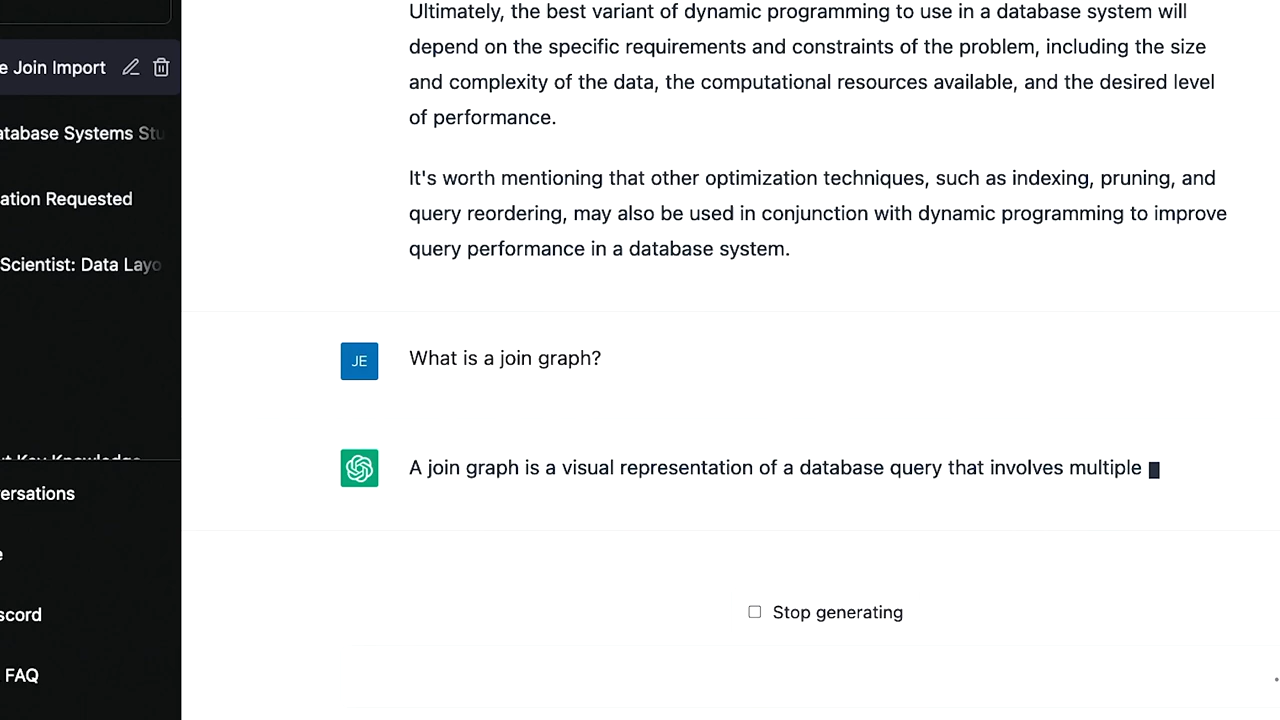 Ultimately, the best variant of dynamic programming to use in a database system will
depend on the specific requirements and constraints of the problem, including the size
and complexity of the data, the computational resources available, and the desired level
of performance.
It's worth mentioning that other optimization techniques, such as indexing, pruning, and
query reordering, may also be used in conjunction with dynamic programming to improve
query performance in a database system.
JE
What is a join graph?
A join graph is a visual representation of a database query that involves multiple
Stop generating
e Join Import
atabase Systems Stu
ation Requested
Scientist: Data Layo
t Key Knowledge
ersations
e
scord
FAQ